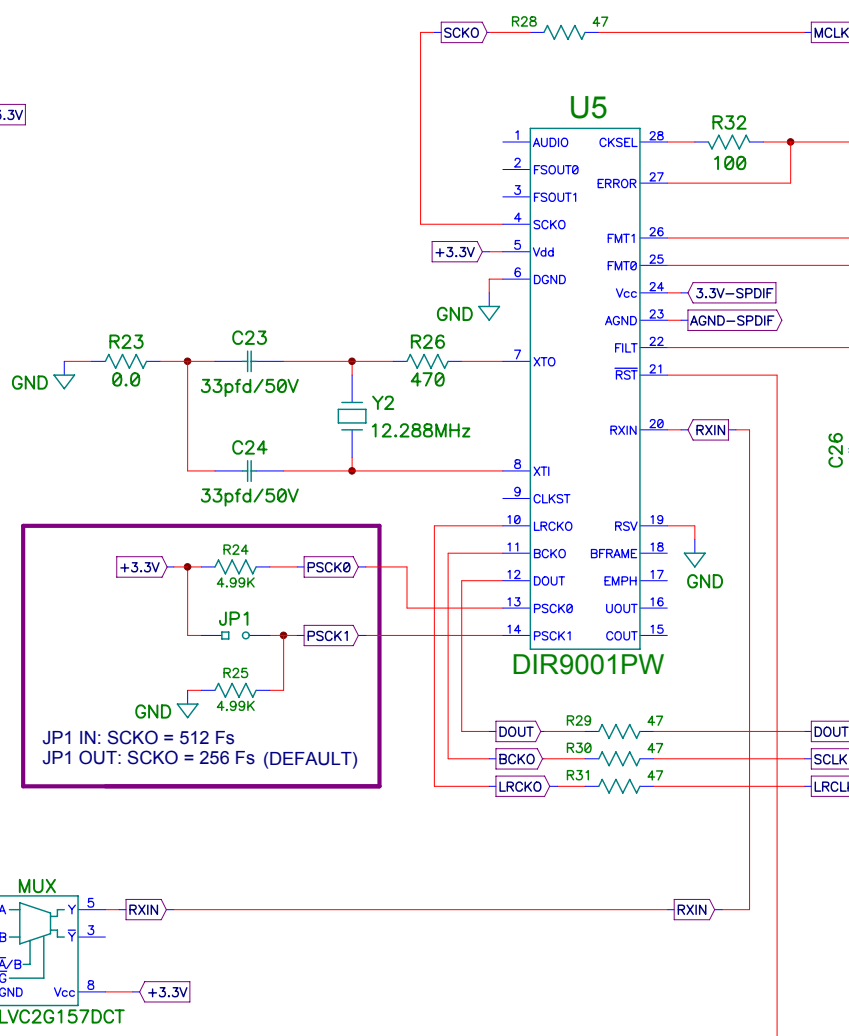 SCKO R28 47 MCLK
.3V
U5
1 AUDIO CKSEL 28 R32
100
2 FSOUT0
ERROR 27
3 FSOUT1
4 SCKO
FMT1 26
+3.3V 5 Vdd
FMT0 25
6 DGND
Vcc 24 3.3V-SPDIF
GND
AGND 23 AGND-SPDIF
R23 C23 R26
FILT 22
7 XTO
GND 0.0 33pfd/50V 470
RST 21
Y2
12.288MHz
RXIN 20 RXIN
C24
C26
8 XTI
33pfd/50V
9 CLKST
10 LRCKO RSV 19
R24
11 BCKO BFRAME 18
+3.3V PSCK0
4.99K
12 DOUT EMPH 17
GND
13 PSCK0 UOUT 16
JP1
PSCK1
14 PSCK1 COUT 15
DIR9001PW
R25
4.99K
GND
JP1 IN: SCKO = 512 Fs
JP1 OUT: SCKO = 256 Fs (DEFAULT)
DOUT R29 47 DOUT
BCKO R30 47 SCLK
LRCKO R31 47 LRCL
MUX
A Y 5 RXIN RXIN
B Y 3
A/B
G
GND Vcc 8 +3.3V
LVC2G157DCT